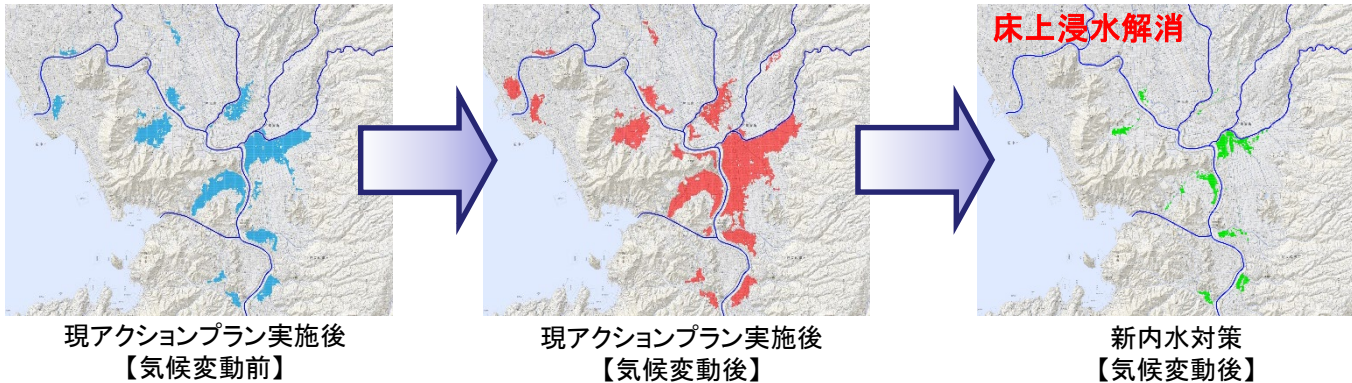 床上浸水解消
現アクションプラン実施後
【気候変動前】
現アクションプラン実施後
【気候変動後】
新内水対策
【気候変動後】